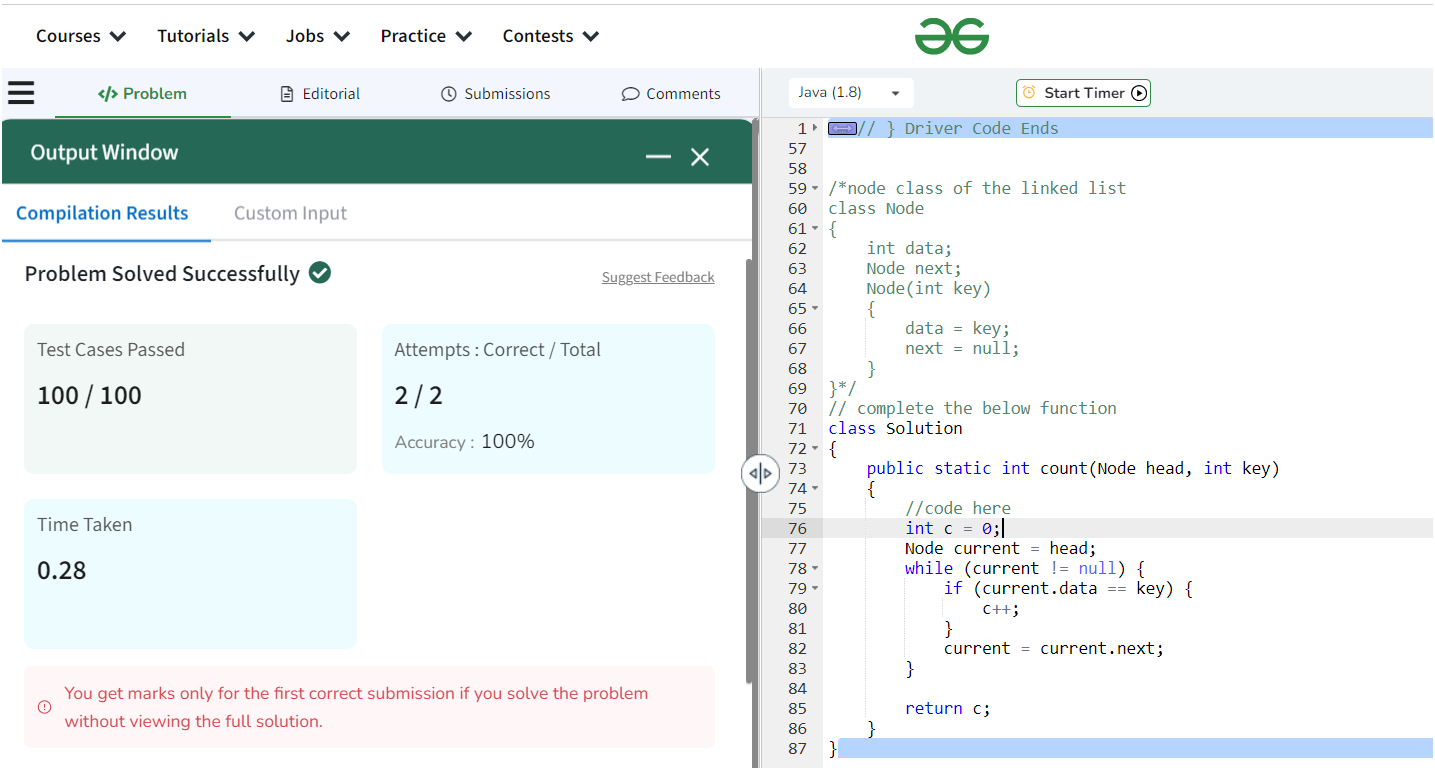 Courses Tutorials Jobs Practice Contests
</> Problem Editorial Submissions Comments
Output Window
Compilation Results Custom Input
Problem Solved Successfully
Suggest Feedback
Test Cases Passed
100 / 100
Attempts : Correct / Total
2 / 2
Accuracy : 100%
Time Taken
0.28
You get marks only for the first correct submission if you solve the problem
without viewing the full solution.
Java (1.8) Start Timer
1 // } Driver Code Ends
57
58
59 /*node class of the linked list
60 class Node
61 {
62     int data;
63     Node next;
64     Node(int key)
65     {
66         data = key;
67         next = null;
68     }
69 }*/
70 // complete the below function
71 class Solution
72 {
73     public static int count(Node head, int key)
74     {
75         //code here
76         int c = 0;
77         Node current = head;
78         while (current != null) {
79             if (current.data == key) {
80                 c++;
81             }
82             current = current.next;
83         }
84
85         return c;
86     }
87 }